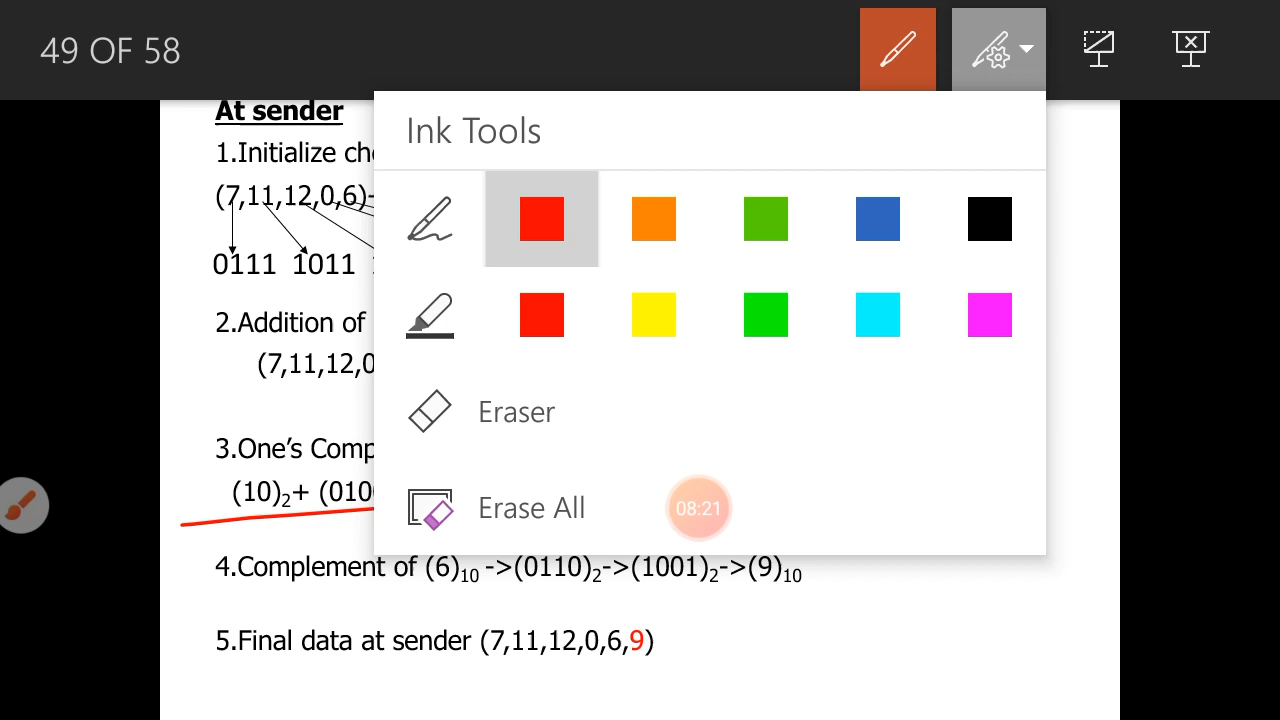 49 OF 58
At sender
1.Initialize
(7,11,12,0,6)
0111 1011
2.Addition of
(7,11,12,0
3.One's
(10)₂+ (010
4.Complement of (6)₁₀ ->(0110)₂->(1001)₂->(9)₁₀
5.Final data at sender (7,11,12,0,6,9)
Ink Tools
Eraser
Erase All
08:21